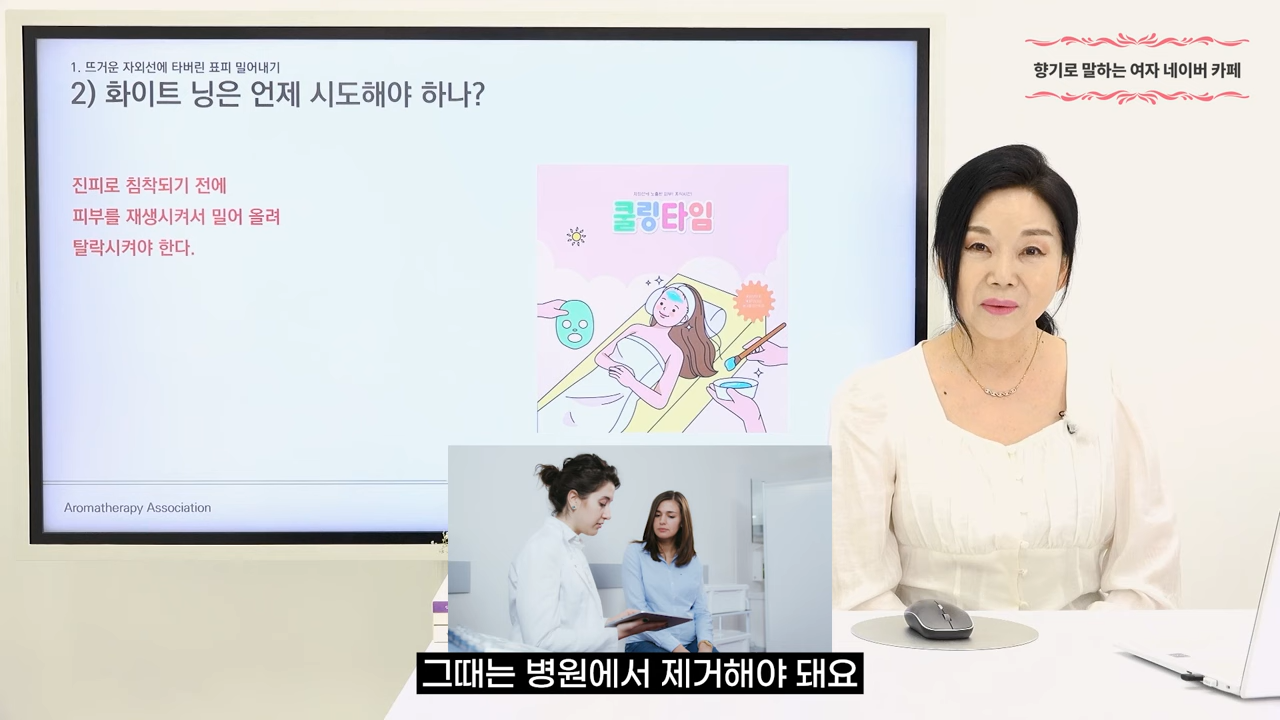 1. 뜨거운 자외선에 타버린 표피 밀어내기
2) 화이트 닝은 언제 시도해야 하나?
진피로 침착되기 전에
피부를 재생시켜서 밀어 올려
탈락시켜야 한다.
쿨링타임
Aromatherapy Association
향기로 말하는 여자 네이버 카페
그때는 병원에서 제거해야 돼요